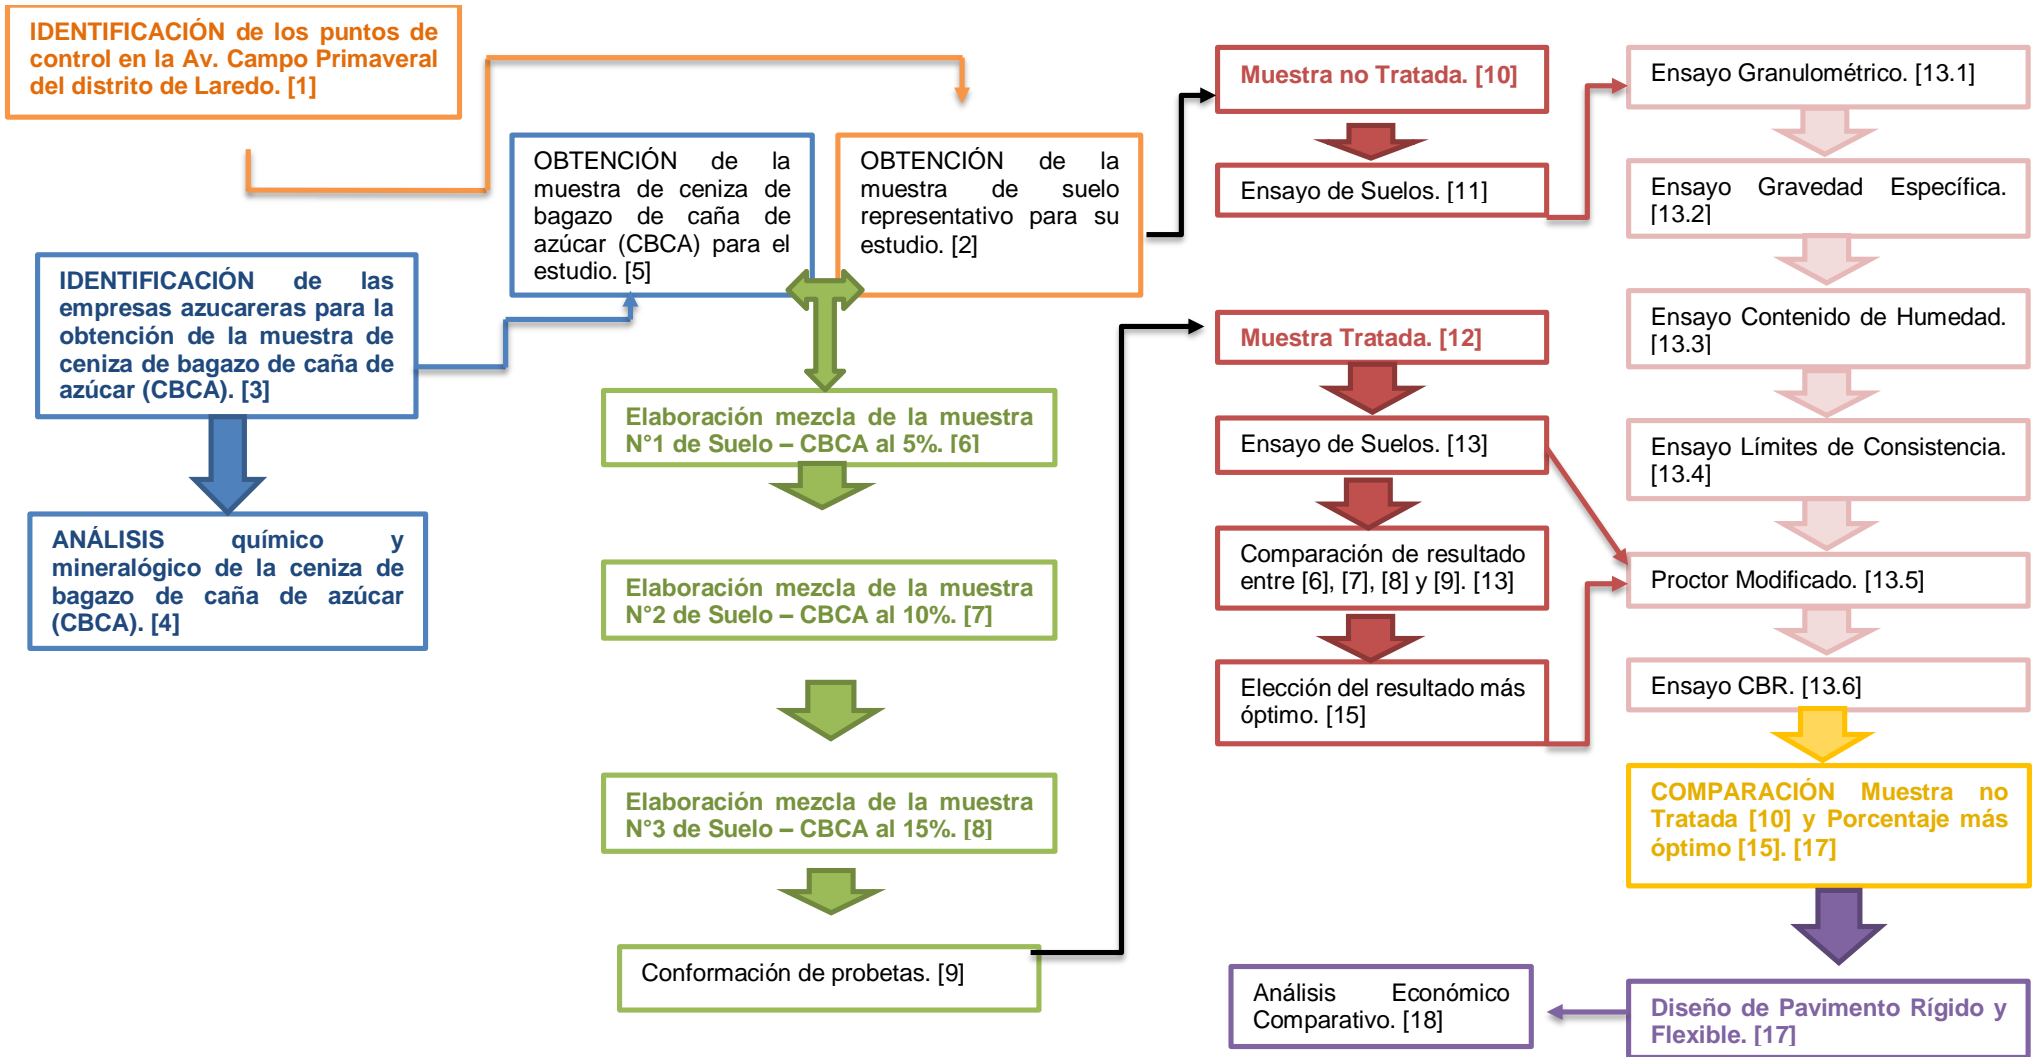 IDENTIFICACIÓN de los puntos de
control en la Av. Campo Primaveral
del distrito de Laredo. [1]
IDENTIFICACIÓN de las
empresas azucareras para la
obtención de la muestra de
ceniza de bagazo de caña de
azúcar (CBCA). [3]
ANÁLISIS químico y
mineralógico de la ceniza de
bagazo de caña de azúcar
(CBCA). [4]
OBTENCIÓN de la
muestra de ceniza de
bagazo de caña de
azúcar (CBCA) para el
estudio. [5]
OBTENCIÓN de la
muestra de suelo
representativo para su
estudio. [2]
Elaboración mezcla de la muestra
N°1 de Suelo – CBCA al 5%. [6]
Elaboración mezcla de la muestra
N°2 de Suelo – CBCA al 10%. [7]
Elaboración mezcla de la muestra
N°3 de Suelo – CBCA al 15%. [8]
Conformación de probetas. [9]
Muestra no Tratada. [10]
Ensayo de Suelos. [11]
Muestra Tratada. [12]
Ensayo de Suelos. [13]
Comparación de resultado
entre [6], [7], [8] y [9]. [13]
Elección del resultado más
óptimo. [15]
Ensayo Granulométrico. [13.1]
Ensayo Gravedad Específica.
[13.2]
Ensayo Contenido de Humedad.
[13.3]
Ensayo Límites de Consistencia.
[13.4]
Proctor Modificado. [13.5]
Ensayo CBR. [13.6]
COMPARACIÓN Muestra no
Tratada [10] y Porcentaje más
óptimo [15]. [17]
Diseño de Pavimento Rígido y
Flexible. [17]
Análisis Económico
Comparativo. [18]